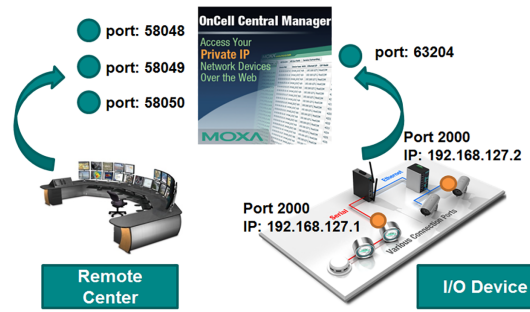 port: 58048
port: 58049
port: 58050
OnCell Central Manager
Access Your
Private IP
Network Devices
Over the Web
MOXA
port: 63204
Port 2000
IP: 192.168.127.2
Ethernet
Serial
Port 2000
IP: 192.168.127.1
Various Connection Ports
Remote
Center
I/O Device